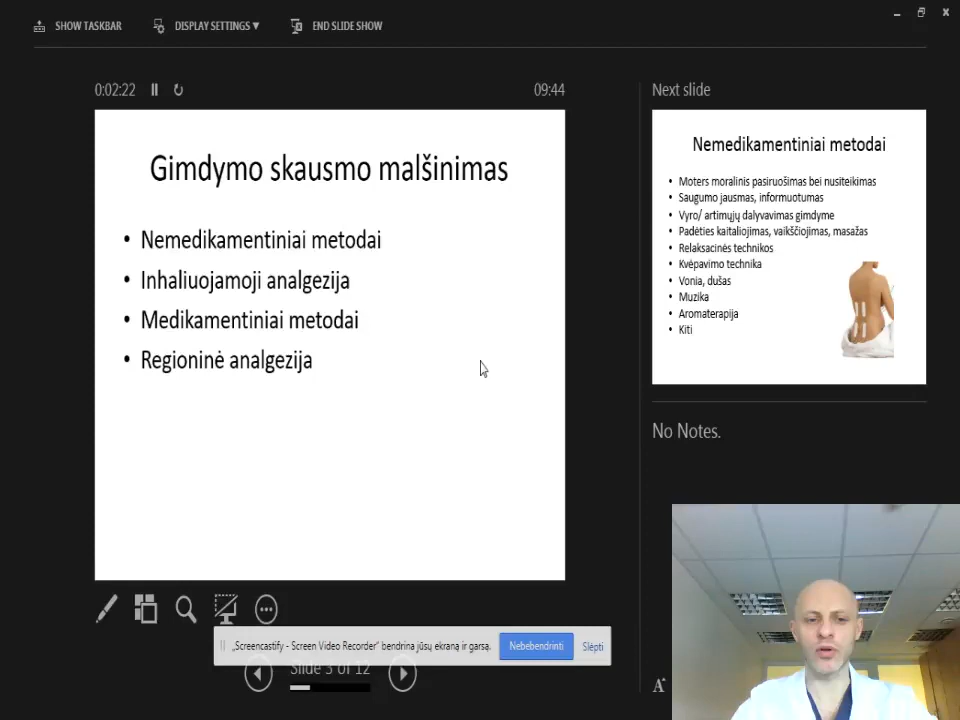 SHOW TASKBAR DISPLAY SETTINGS ▼ END SLIDE SHOW
0:02:22 09:44
Gimdymo skausmo malšinimas
• Nemedikamentiniai metodai
• Inhaliuojamoji analgezija
• Medikamentiniai metodai
• Regioninė analgezija
Next slide
Nemedikamentiniai metodai
• Moters moralinis pasiruošimas bei nusiteikimas
• Saugumo jausmas, informuotumas
• Vyro/ artimųjų dalyvavimas gimdyme
• Padėties kaitaliojimas, vaikščiojimas, masažas
• Relaksacinės technikos
• Kvėpavimo technika
• Vonia, dušas
• Muzika
• Aromaterapija
• Kiti
No Notes.
„Screencastify - Screen Video Recorder“ bendrina jūsų ekraną ir garsą. Nebebendrinti Slėpti
Slide 3 of 12
A